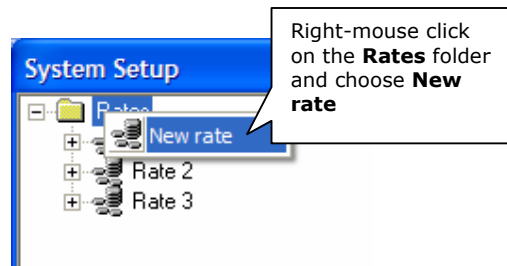 Right-mouse click
on the Rates folder
and choose New
rate
System Setup
Rates
New rate
Rate 2
Rate 3